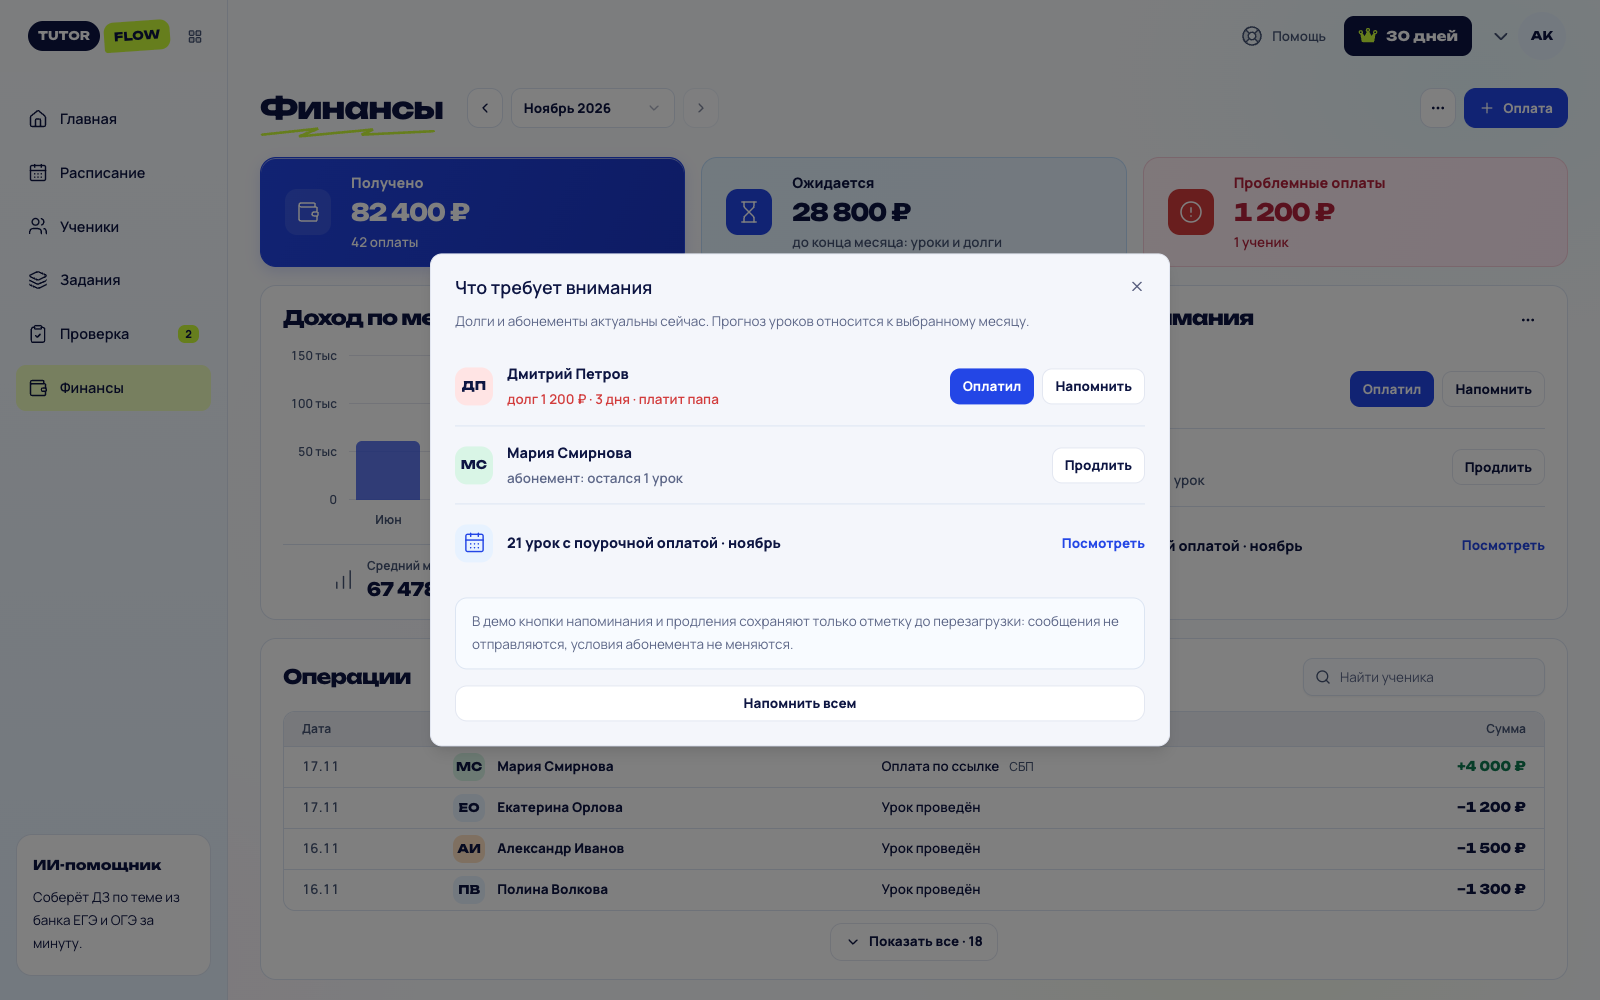 TUTOR FLOW
Помощь
30 дней
АК
Главная
Расписание
Ученики
Задания
Проверка 2
Финансы
ИИ-помощник
Соберёт ДЗ по теме из
банка ЕГЭ и ОГЭ за
минуту.
Финансы
Ноябрь 2026
+ Оплата
Получено
82 400 ₽
42 оплаты
Ожидается
28 800 ₽
до конца месяца: уроки и долги
Проблемные оплаты
1 200 ₽
1 ученик
Доход по ме
150 тыс
100 тыс
50 тыс
0
Июн
Средний м
67 478
имания
Оплатил Напомнить
Продлить
урок
й оплатой · ноябрь Посмотреть
Что требует внимания
Долги и абонементы актуальны сейчас. Прогноз уроков относится к выбранному месяцу.
ДП Дмитрий Петров
долг 1 200 ₽ · 3 дня · платит папа
Оплатил Напомнить
МС Мария Смирнова
абонемент: остался 1 урок
Продлить
21 урок с поурочной оплатой · ноябрь Посмотреть
В демо кнопки напоминания и продления сохраняют только отметку до перезагрузки: сообщения не
отправляются, условия абонемента не меняются.
Напомнить всем
Операции
Найти ученика
Дата Сумма
17.11 МС Мария Смирнова Оплата по ссылке СБП +4 000 ₽
17.11 ЕО Екатерина Орлова Урок проведён −1 200 ₽
16.11 АИ Александр Иванов Урок проведён −1 500 ₽
16.11 ПВ Полина Волкова Урок проведён −1 300 ₽
Показать все · 18